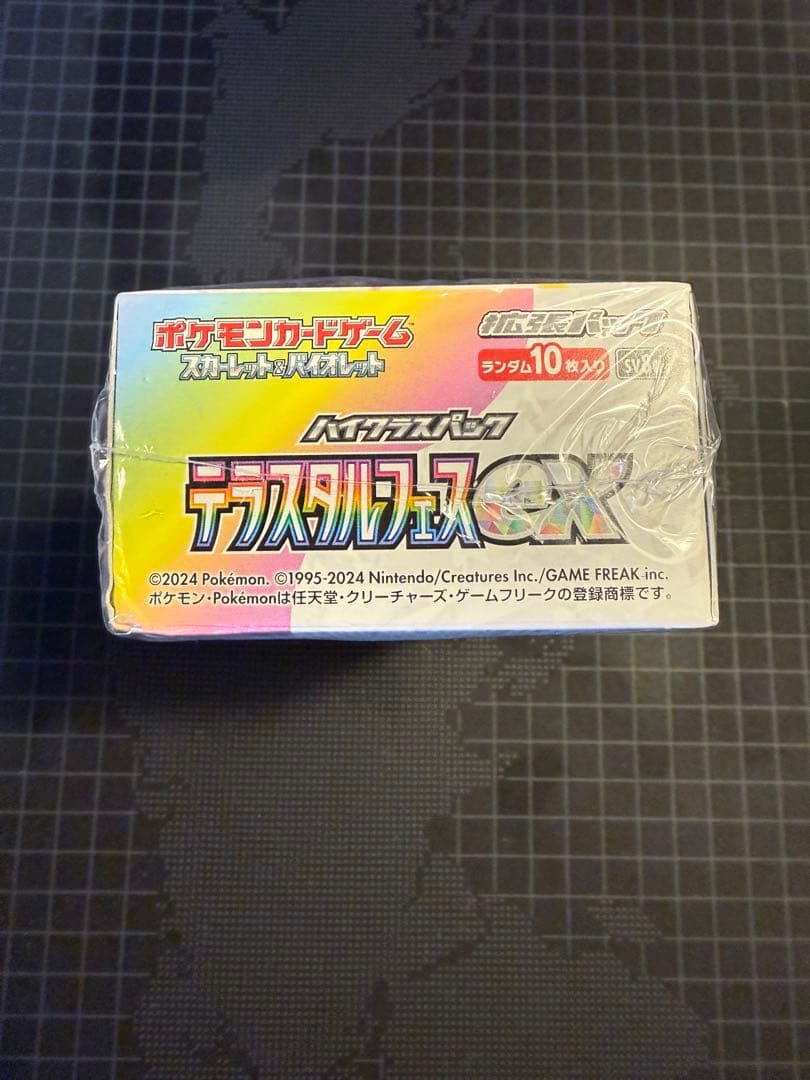 ポケモンカードゲーム™
スカーレット&バイオレット
拡張パック
ランダム10枚入り
ハイクラスパック
テラスタルフェスex
©2024 Pokémon. ©1995-2024 Nintendo/Creatures Inc./GAME FREAK inc.
ポケモン・Pokémonは任天堂・クリーチャーズ・ゲームフリークの登録商標です。